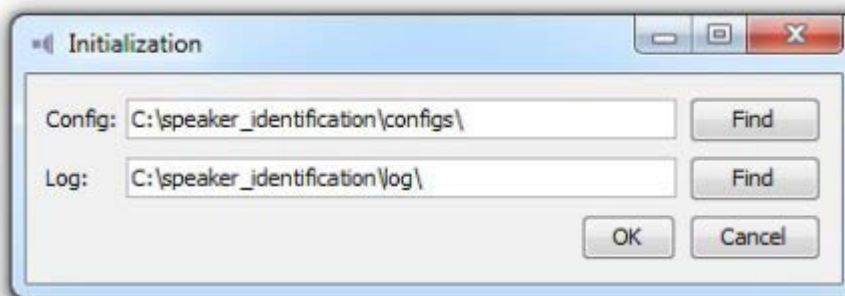 Initialization
Config: C:\speaker_identification\configs\ Find
Log: C:\speaker_identification\log\ Find
OK Cancel